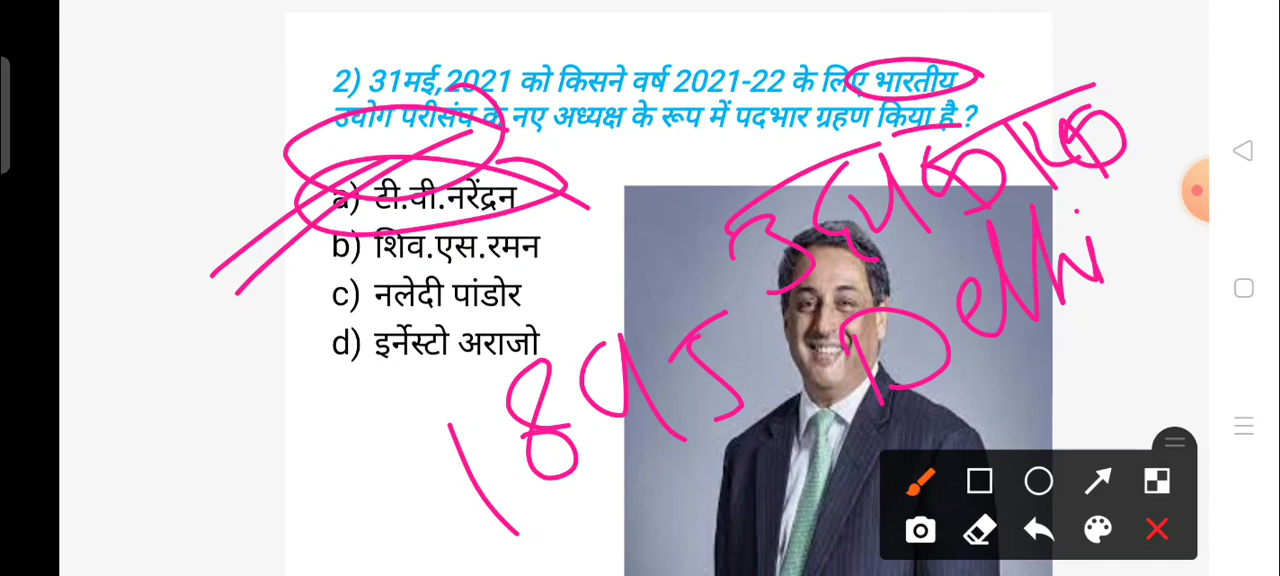 2) 31मई,2021 को किसने वर्ष 2021-22 के लिए भारतीय
उद्योग परीसंघ के नए अध्यक्ष के रूप में पदभार ग्रहण किया है ?
a) टी.वी.नरेंद्रन
b) शिव.एस.रमन
c) नलेदी पांडोर
d) इर्नेस्टो अराजो
1895
Delhi